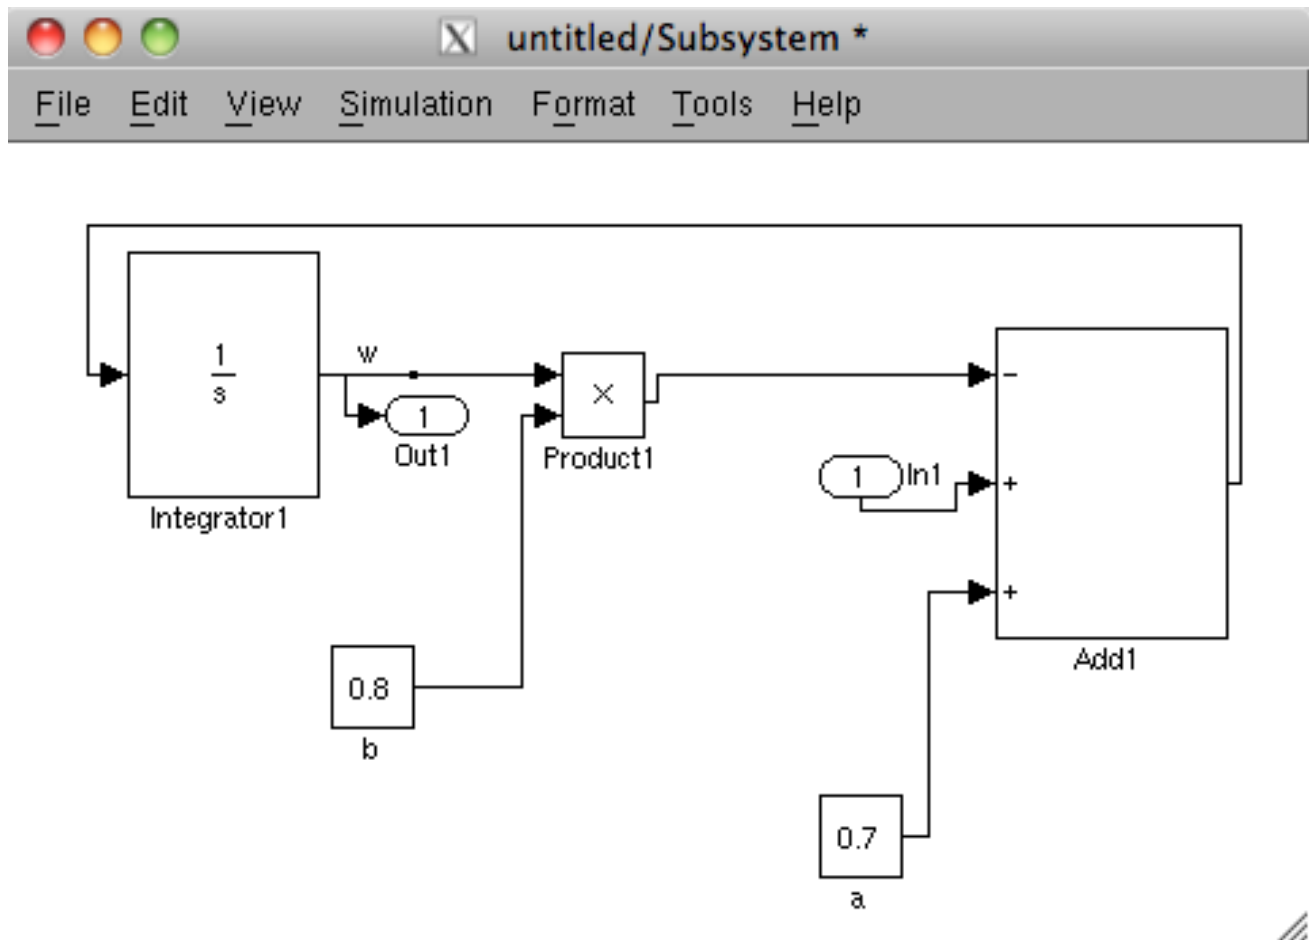 X untitled/Subsystem *
File Edit View Simulation Format Tools Help
w
1
s
Integrator1
1
Out1
×
Product1
−
1
In1
+
+
Add1
0.8
b
0.7
a